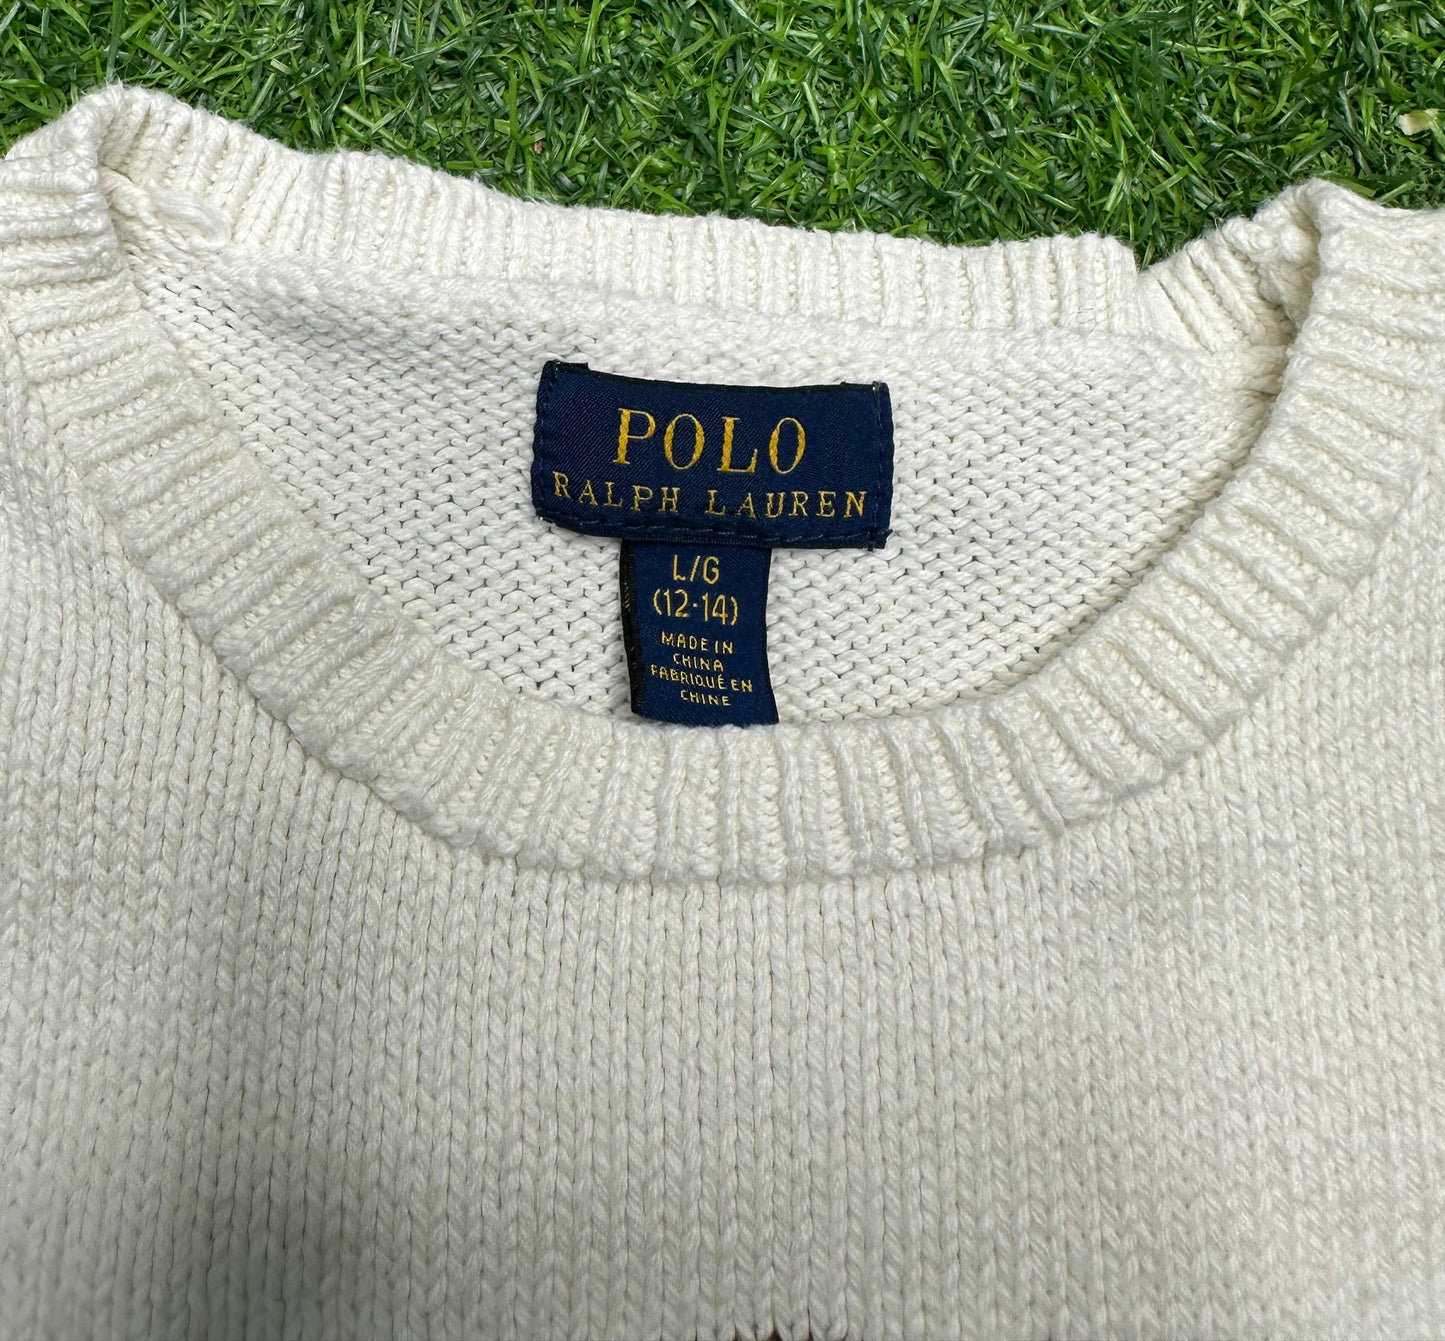 POLO
RALPH LAUREN
L/G
(12-14)
MADE IN
CHINA
FABRIQUÉ EN
CHINE